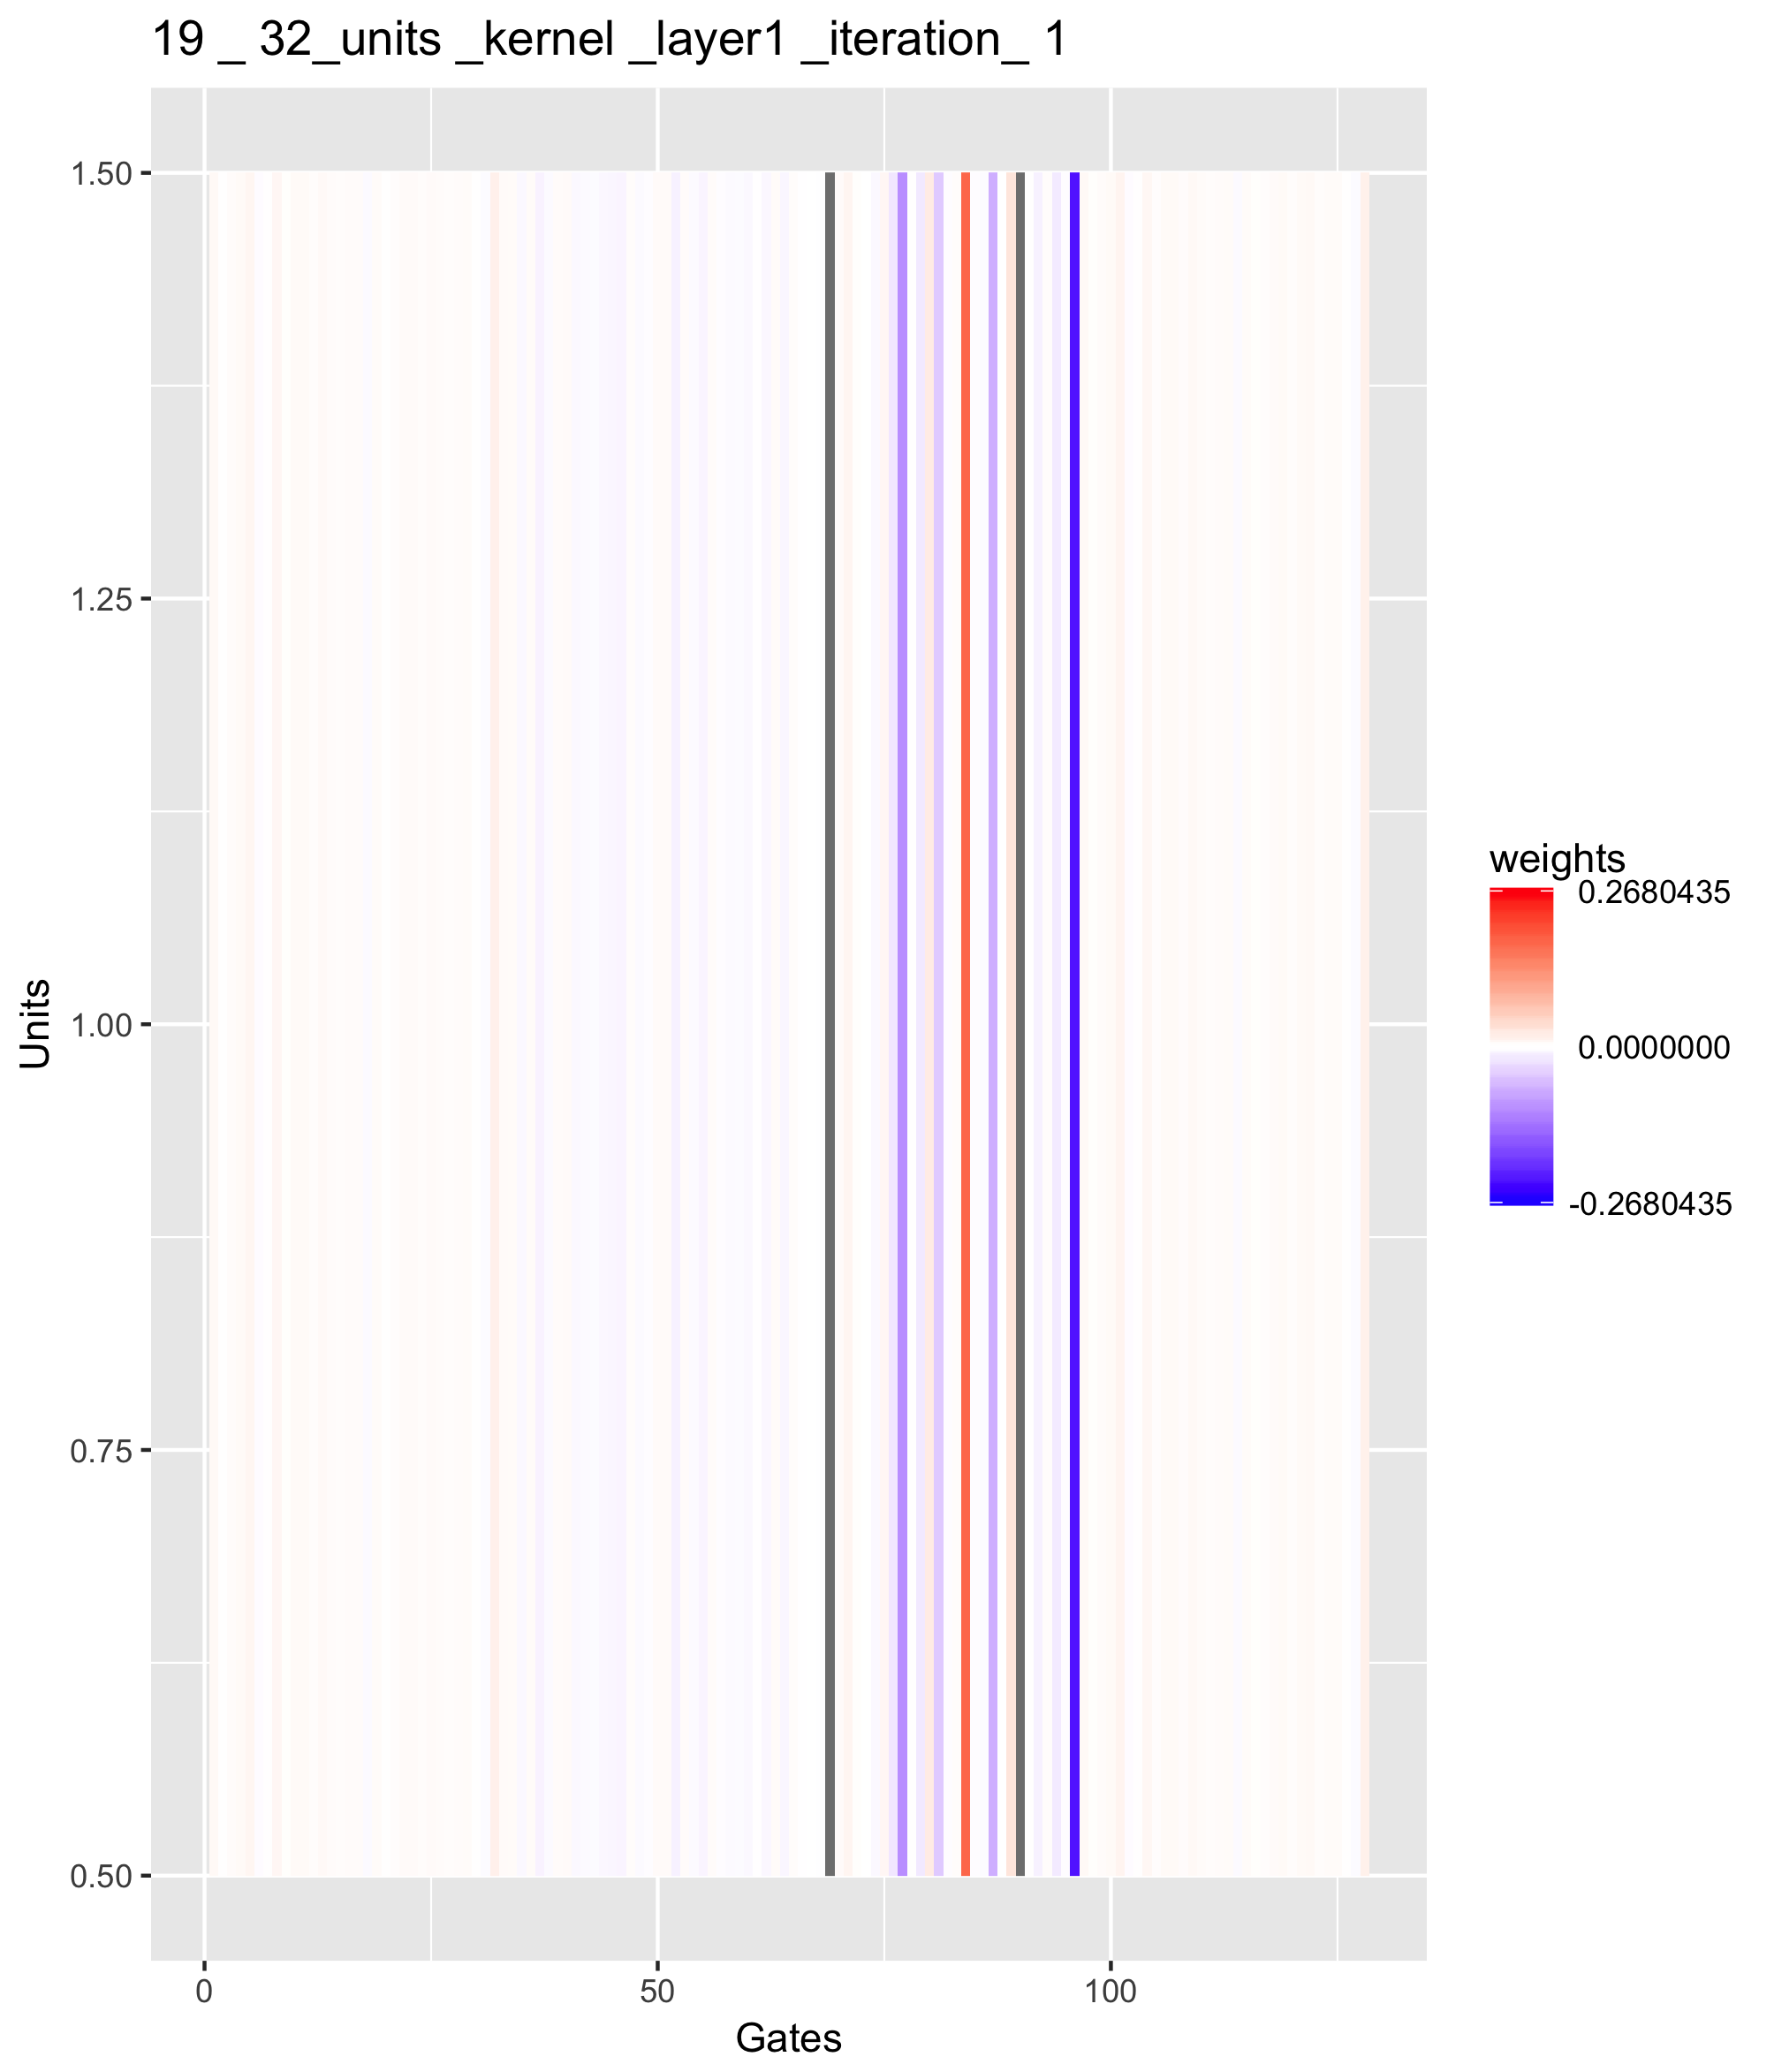 19 _ 32_units _kernel _layer1 _iteration_ 1
1.50
1.25
1.00
0.75
0.50
Units
0
50
100
Gates
weights
0.2680435
0.0000000
-0.2680435